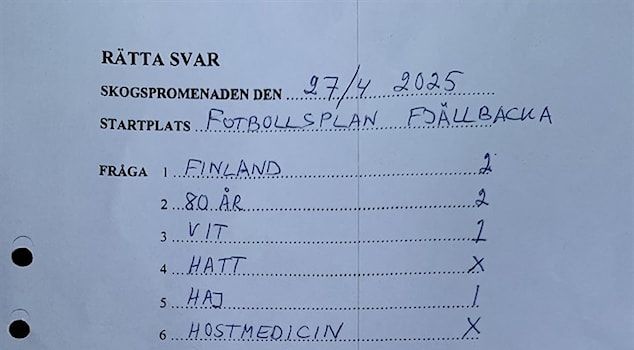 RÄTTA SVAR
SKOGSPROMENADEN DEN 27/4 2025
STARTPLATS FOTBOLLSPLAN FJÄLLBACKA
FRÅGA 1 FINLAND 2
2 80 ÅR 2
3 VIT 1
4 HATT X
5 HAJ 1
6 HOSTMEDICIN X